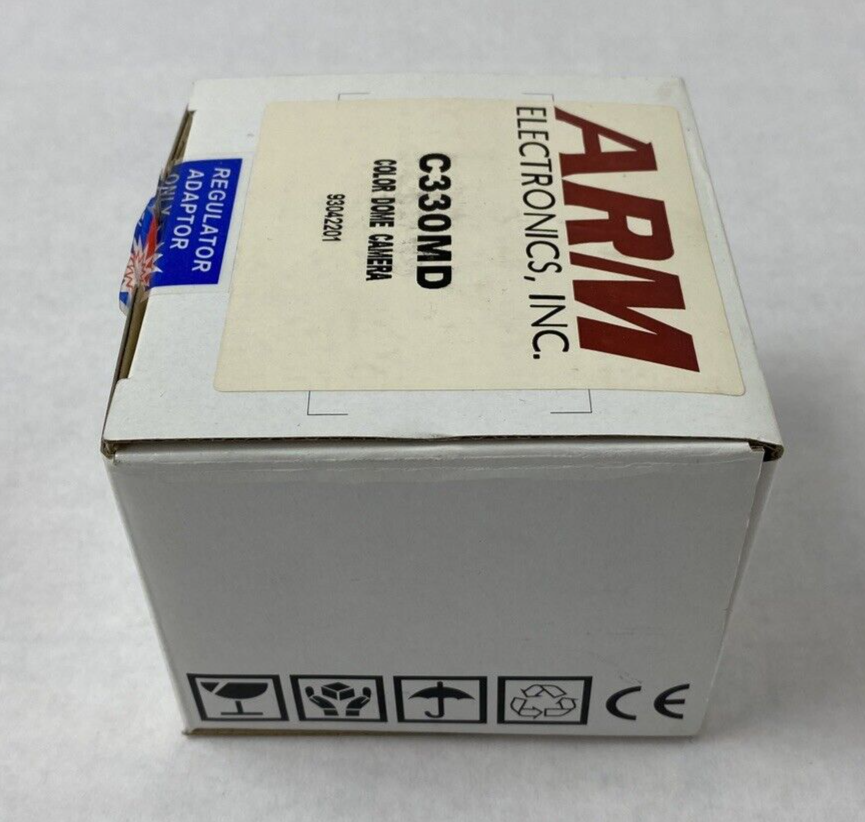 ARM
ELECTRONICS, INC.
C330MD
COLOR DOME CAMERA
93042201
REGULATOR
ADAPTOR
ONLY
CE